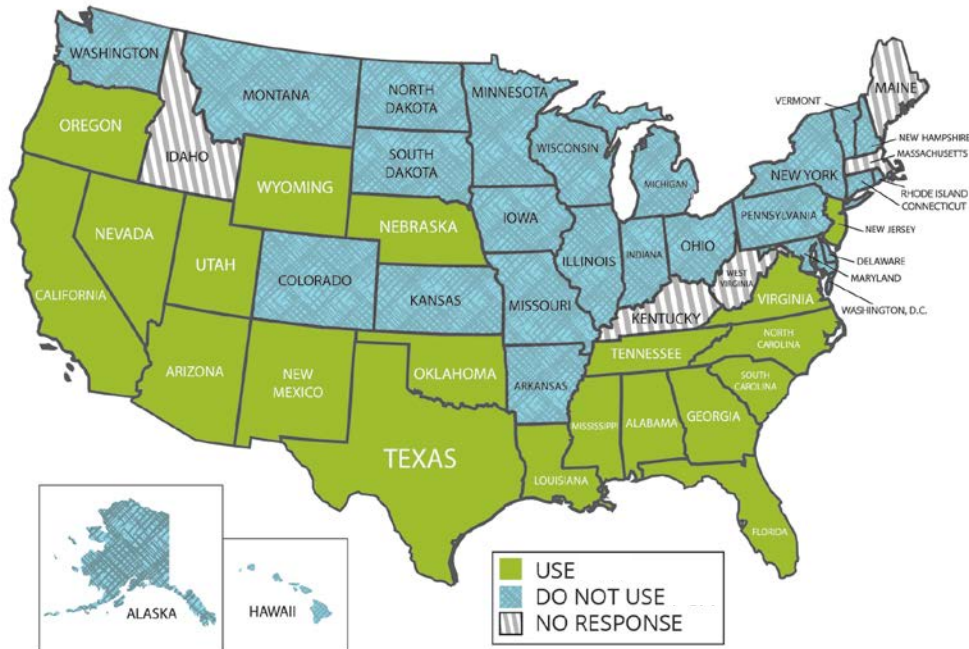 WASHINGTON
MONTANA
NORTH
DAKOTA
MINNESOTA
MAINE
VERMONT
OREGON
IDAHO
SOUTH
DAKOTA
WISCONSIN
MICHIGAN
NEW YORK
NEW HAMPSHIRE
MASSACHUSETTS
RHODE ISLAND
CONNECTICUT
WYOMING
IOWA
PENNSYLVANIA
NEW JERSEY
NEVADA
NEBRASKA
ILLINOIS
INDIANA
OHIO
DELAWARE
MARYLAND
UTAH
COLORADO
KANSAS
MISSOURI
WEST
VIRGINIA
VIRGINIA
WASHINGTON, D.C.
CALIFORNIA
KENTUCKY
NORTH
CAROLINA
TENNESSEE
ARIZONA
NEW
MEXICO
OKLAHOMA
ARKANSAS
SOUTH
CAROLINA
MISSISSIPPI
ALABAMA
GEORGIA
TEXAS
LOUISIANA
FLORIDA
ALASKA
HAWAII
USE
DO NOT USE
NO RESPONSE